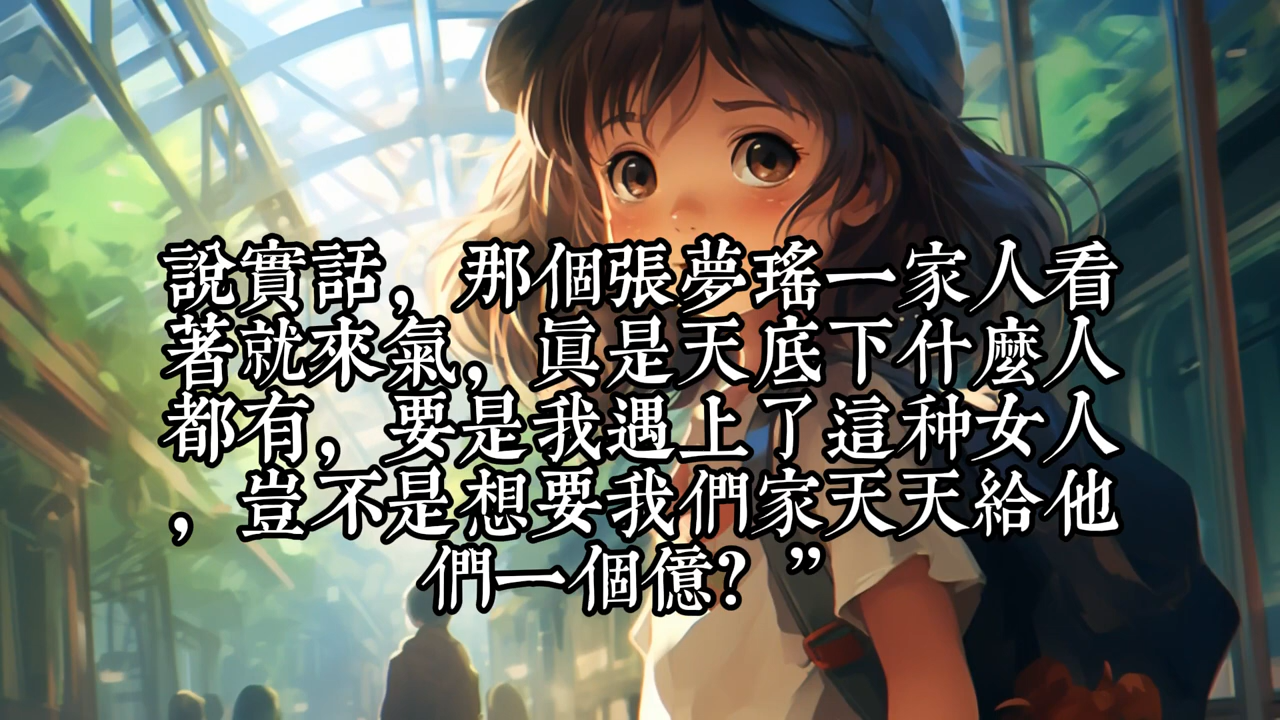 說實話，那個張夢瑤一家人看
著就來氣，真是天底下什麼人
都有，要是我遇上了這种女人
，豈不是想要我們家天天給他
們一個億？”